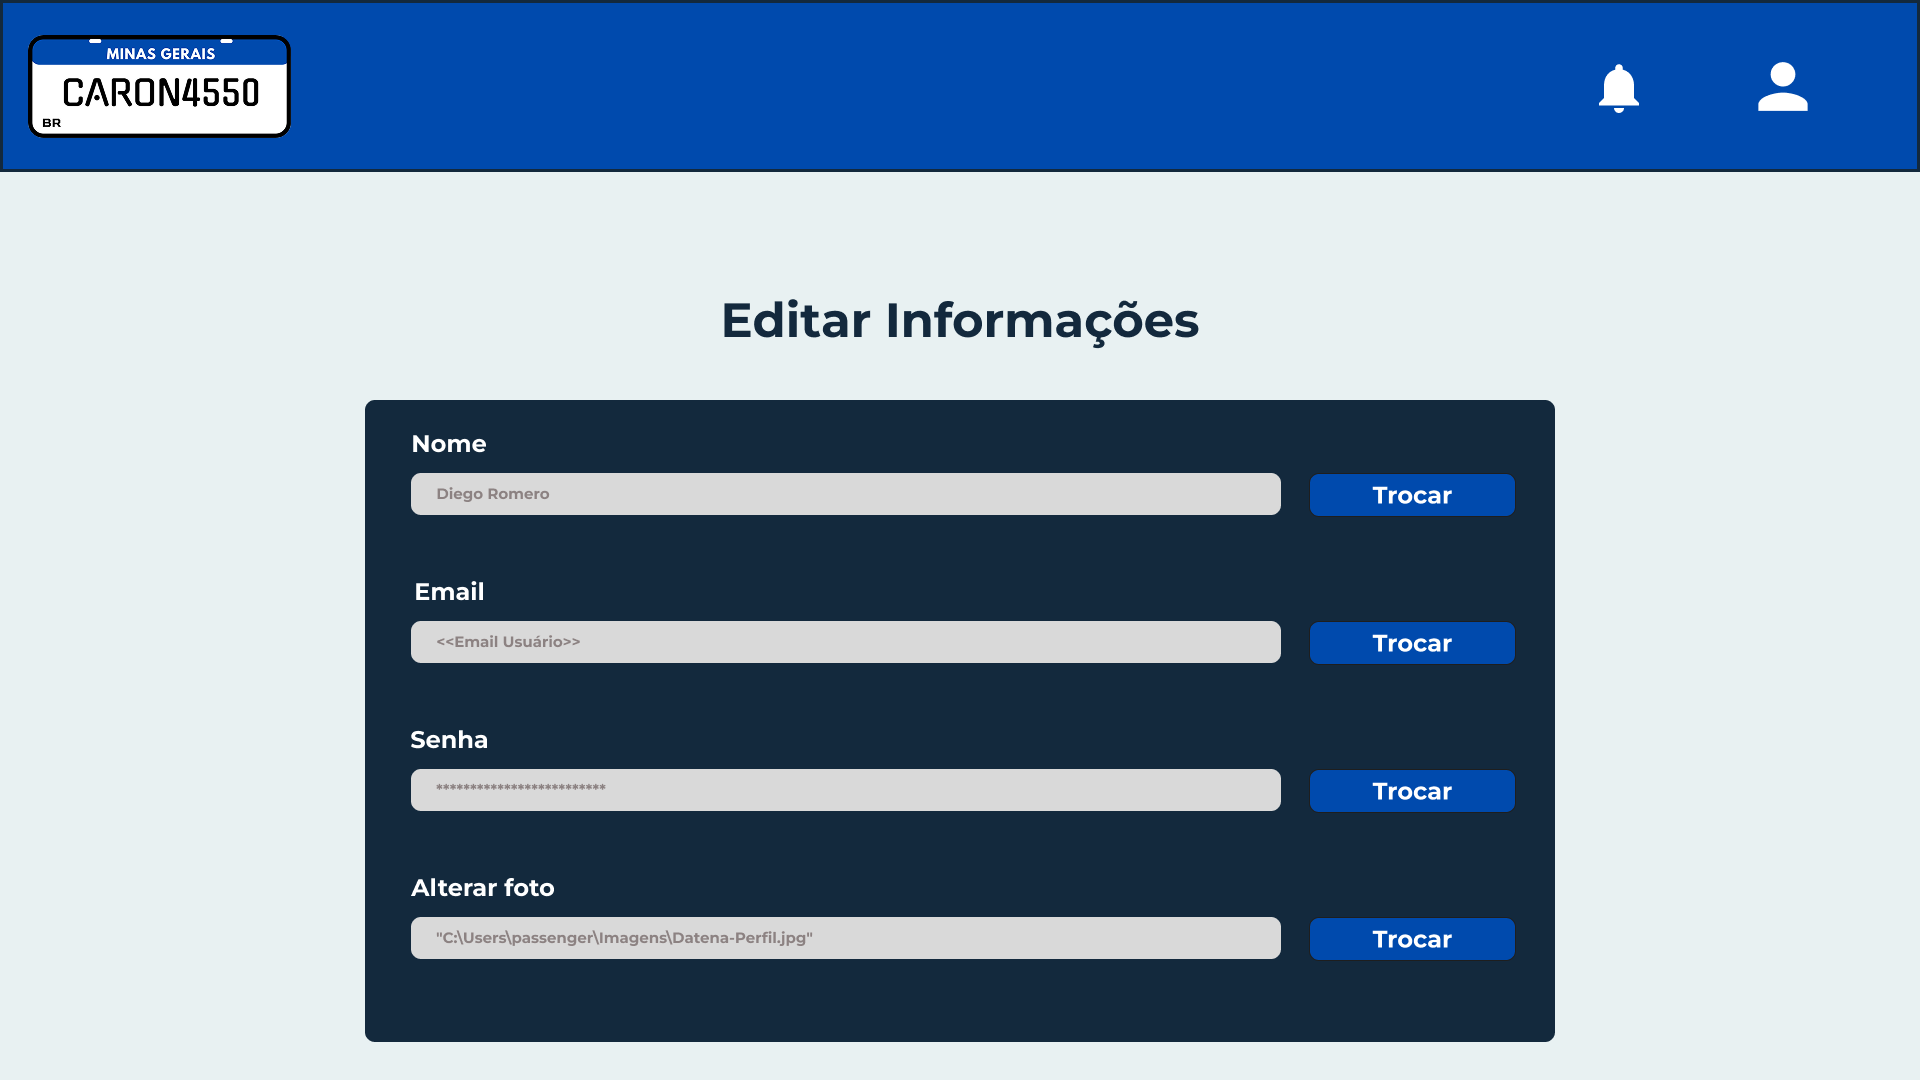 MINAS GERAIS
CARON4550
BR
Editar Informações
Nome
Diego Romero
Trocar
Email
<<Email Usuário>>
Trocar
Senha
*************************
Trocar
Alterar foto
"C:\Users\passenger\Imagens\Datena-Perfil.jpg"
Trocar